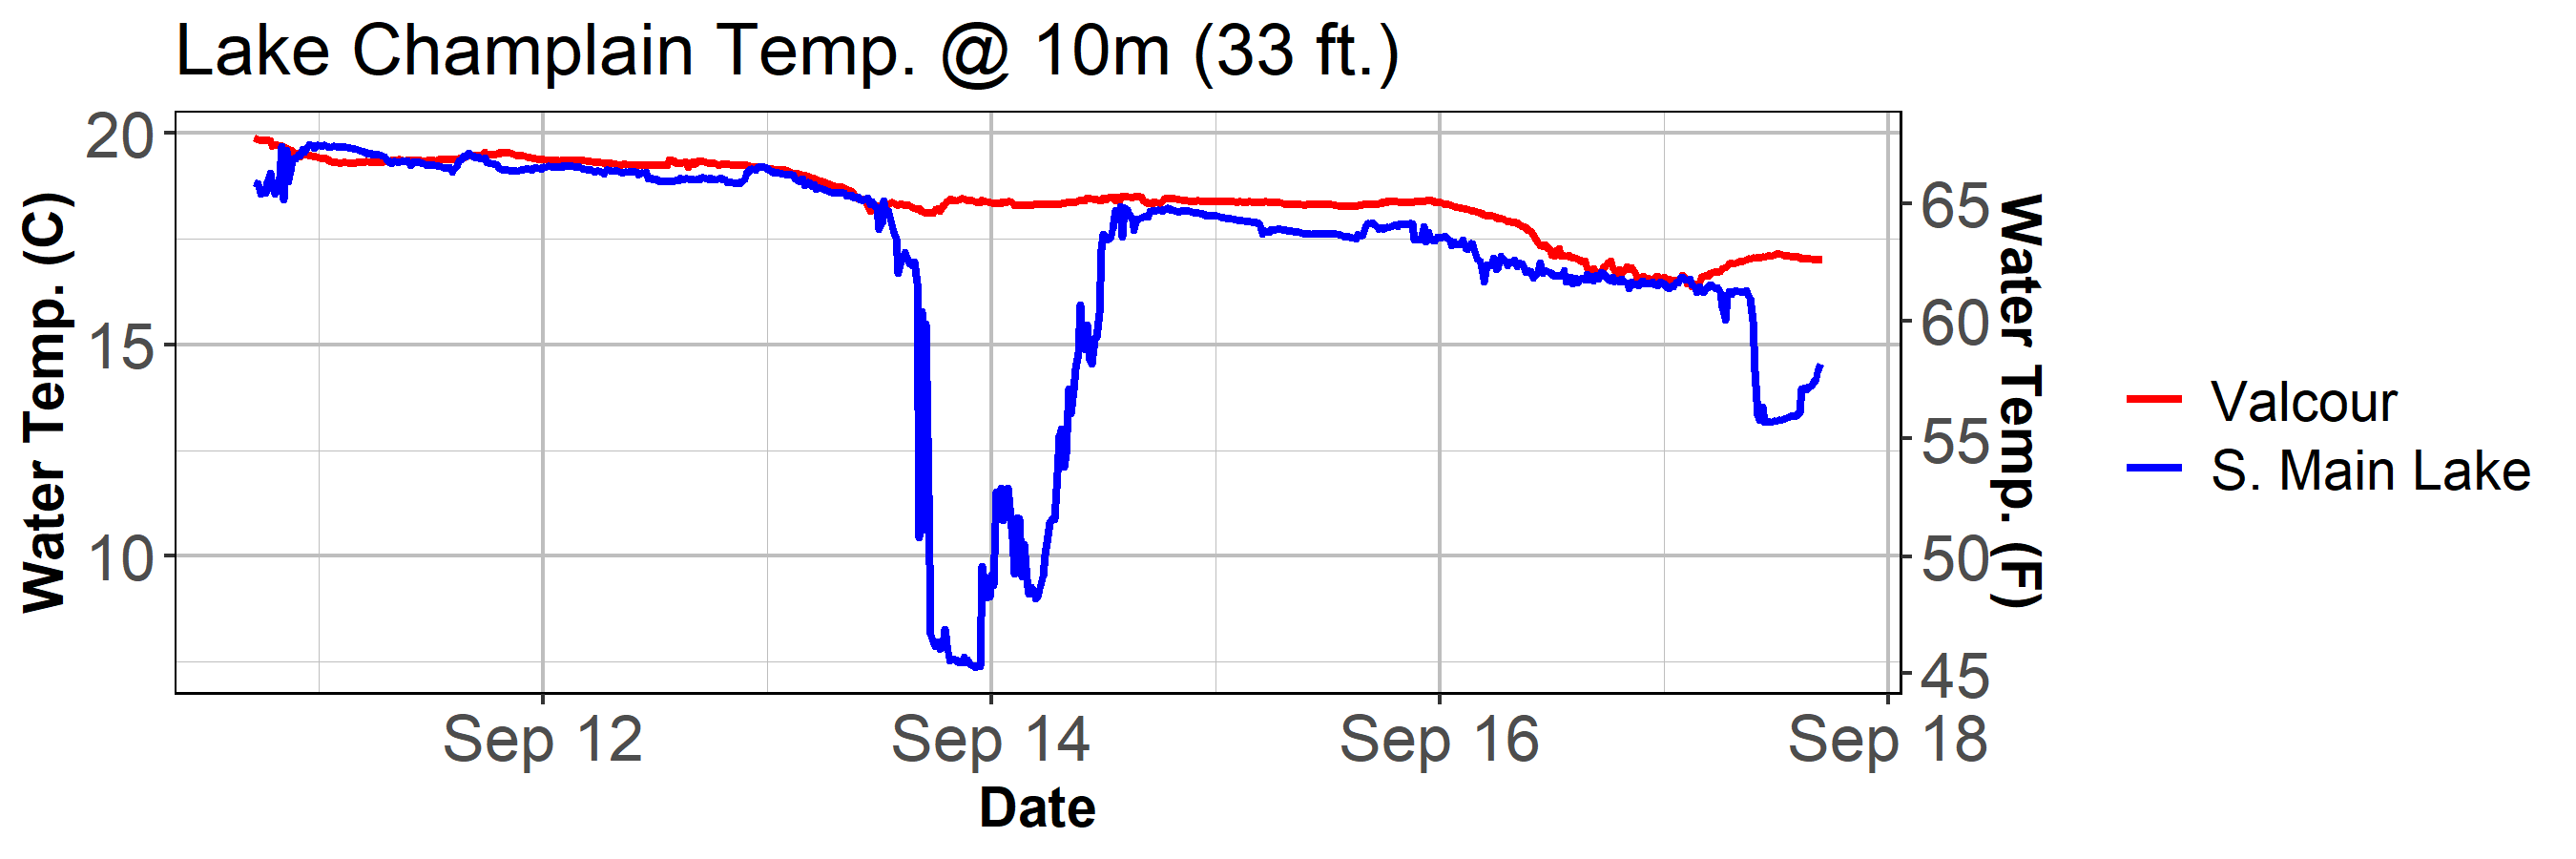 Lake Champlain Temp. @ 10m (33 ft.)
Water Temp. (C)
20
15
10
65
60
55
50
45
Water Temp. (F)
Sep 12
Sep 14
Sep 16
Sep 18
Date
Valcour
S. Main Lake